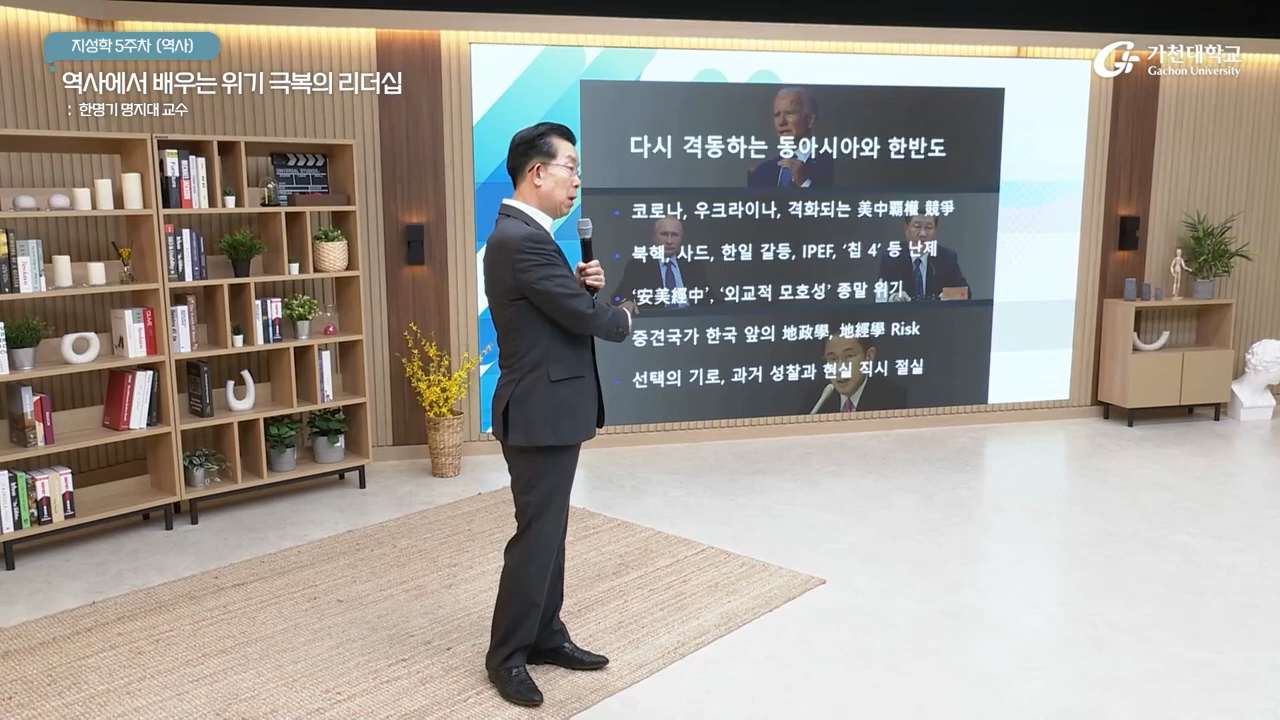 지성학 5주차 (역사)
역사에서 배우는 위기 극복의 리더십
: 한명기 명지대 교수
가천대학교
Gachon University
다시 격동하는 동아시아와 한반도
코로나, 우크라이나, 격화되는 美中覇權 競爭
북핵, 사드, 한일 갈등, IPEF, ‘칩 4’ 등 난제
‘安美經中’, ‘외교적 모호성’ 종말 위기
중견국가 한국 앞의 地政學, 地經學 Risk
선택의 기로, 과거 성찰과 현실 직시 절실